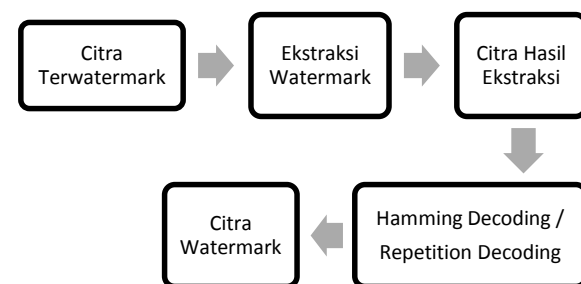 Citra
Terwatermark
Ekstraksi
Watermark
Citra Hasil
Ekstraksi
Hamming Decoding /
Repetition Decoding
Citra
Watermark